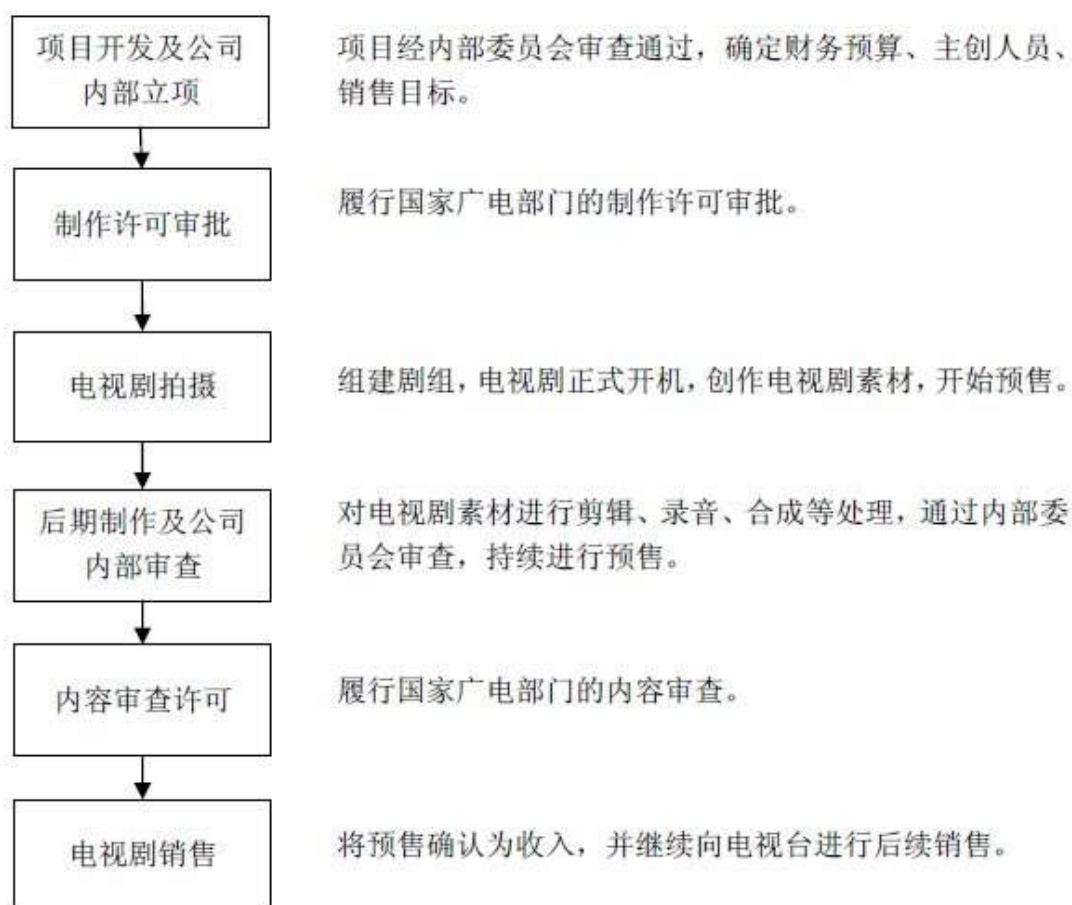 项目开发及公司
内部立项
项目经内部委员会审查通过，确定财务预算、主创人员、
销售目标。
制作许可审批
履行国家广电部门的制作许可审批。
电视剧拍摄
组建剧组，电视剧正式开机，创作电视剧素材，开始预售。
后期制作及公司
内部审查
对电视剧素材进行剪辑、录音、合成等处理，通过内部委
员会审查，持续进行预售。
内容审查许可
履行国家广电部门的内容审查。
电视剧销售
将预售确认为收入，并继续向电视台进行后续销售。